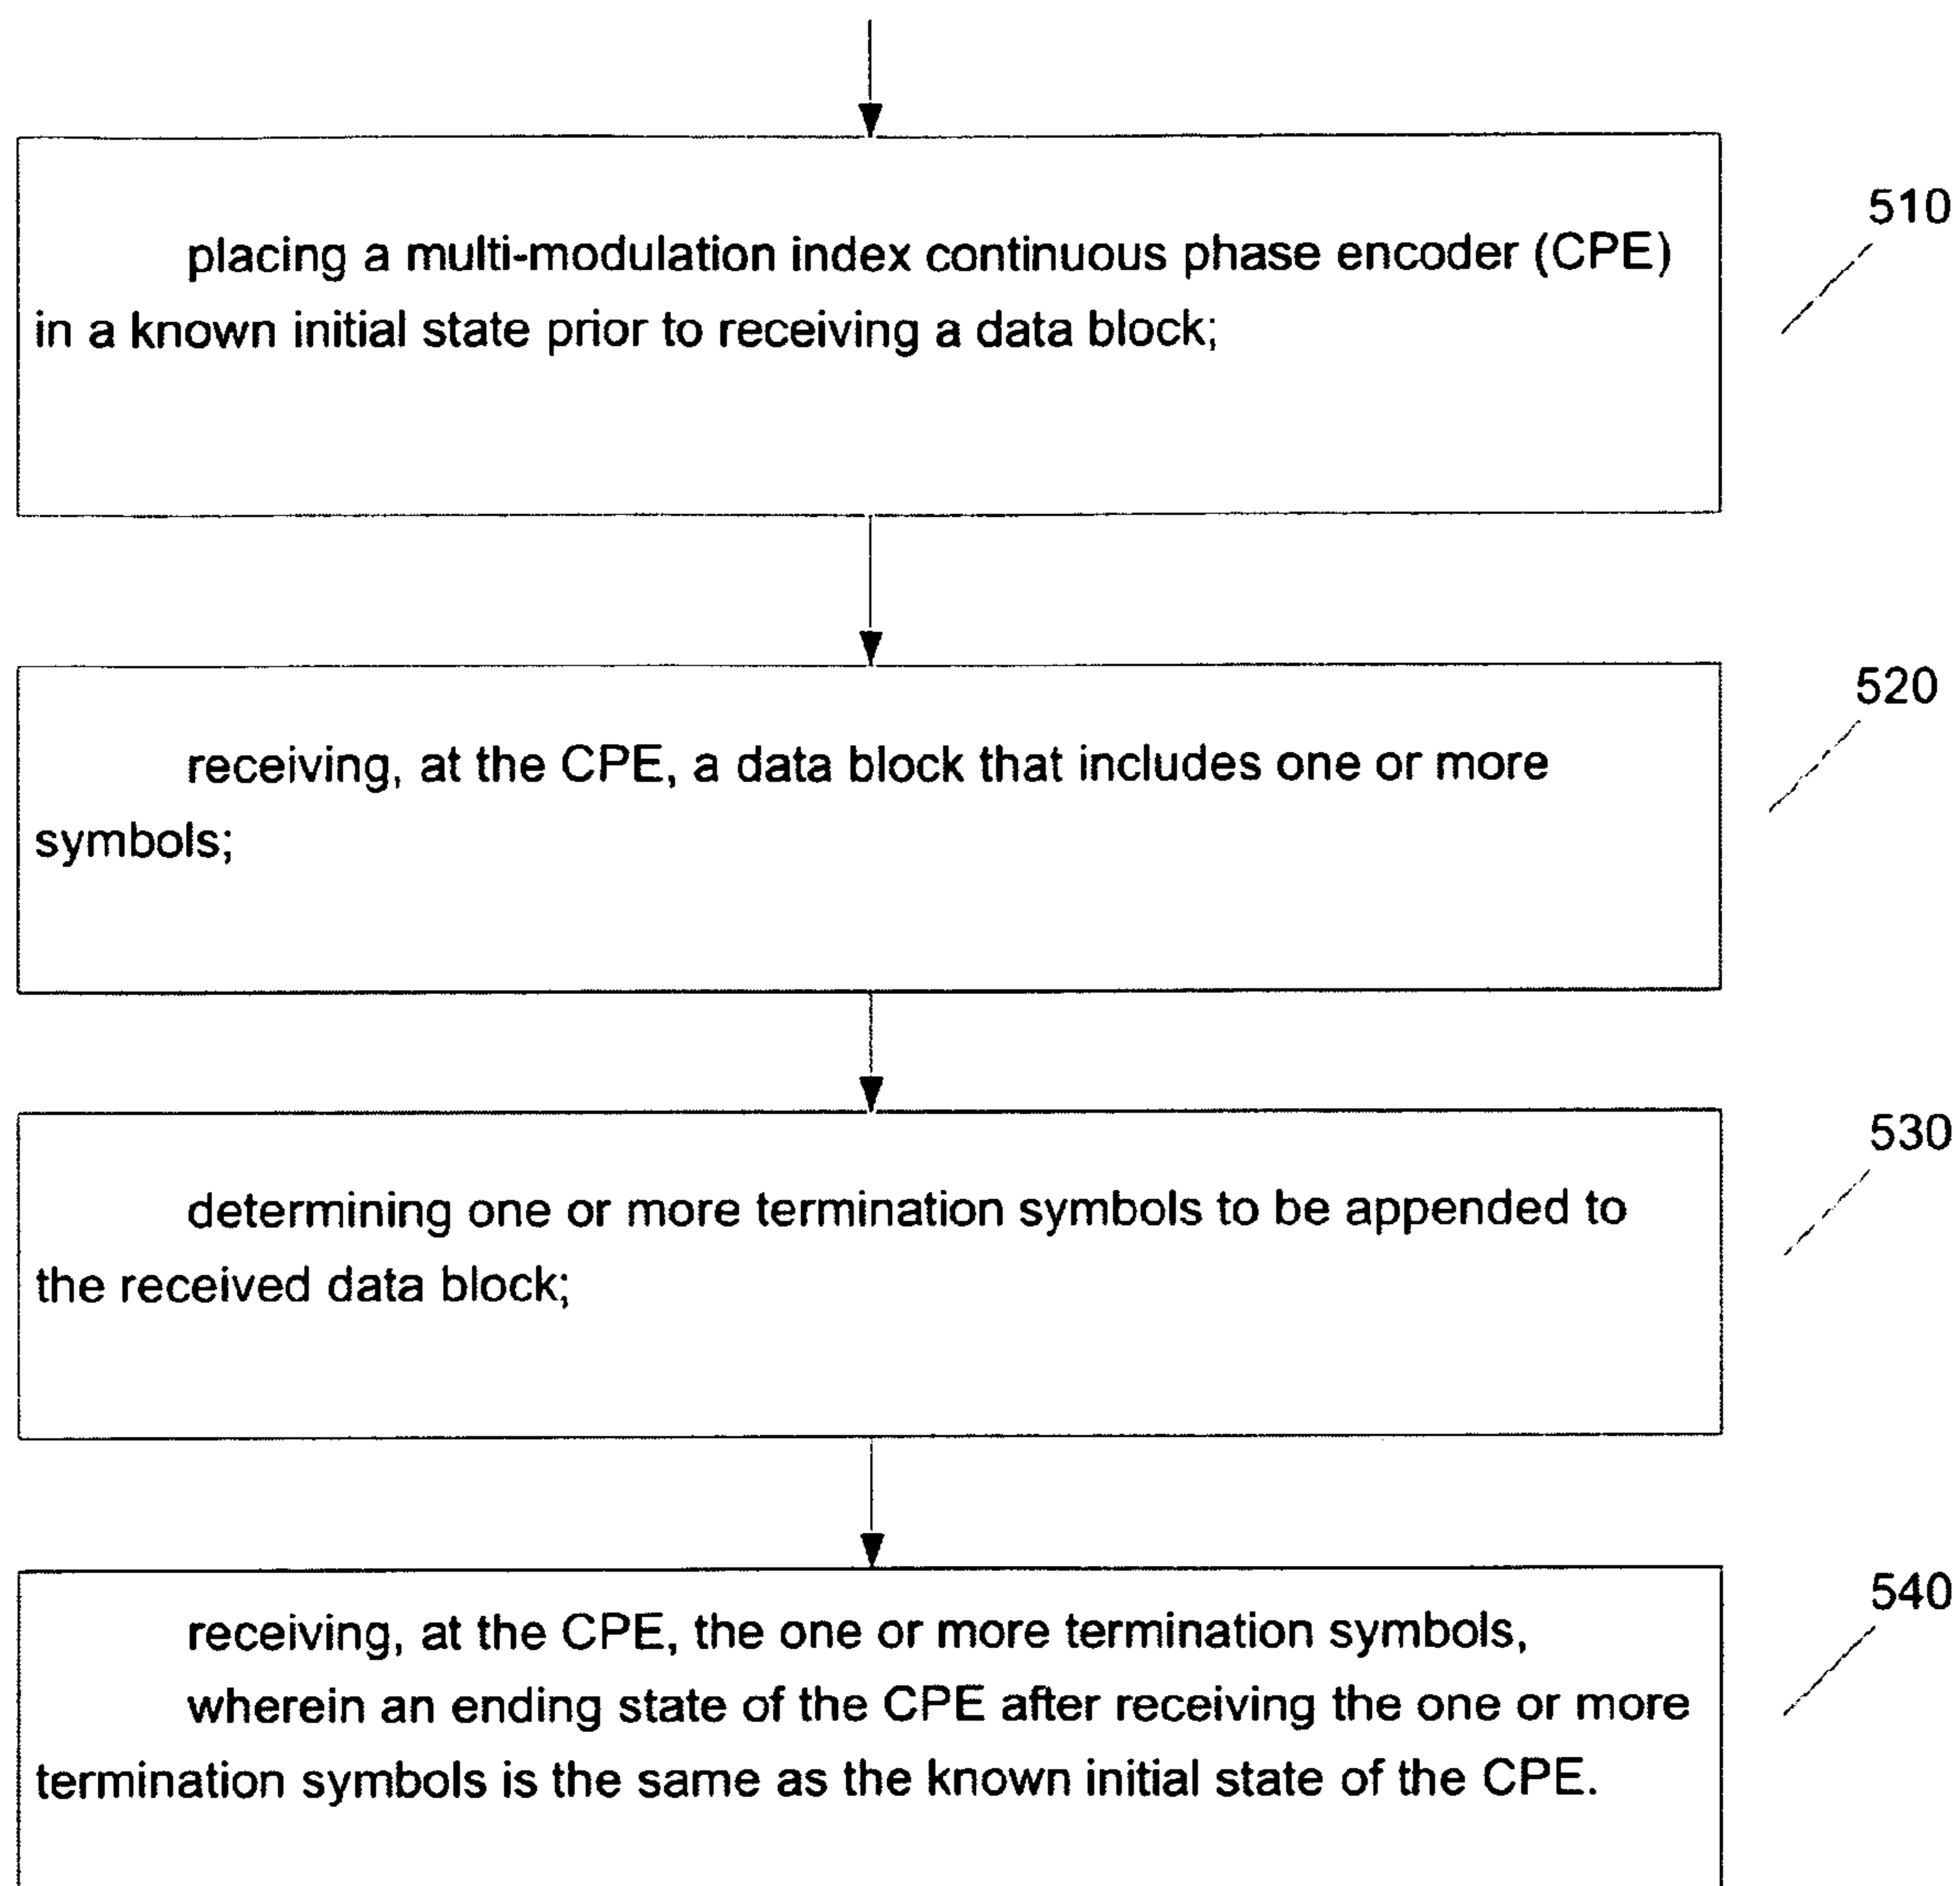 510
placing a multi-modulation index continuous phase encoder (CPE)
in a known initial state prior to receiving a data block;
520
receiving, at the CPE, a data block that includes one or more
symbols;
530
determining one or more termination symbols to be appended to
the received data block;
540
receiving, at the CPE, the one or more termination symbols,
wherein an ending state of the CPE after receiving the one or more
termination symbols is the same as the known initial state of the CPE.